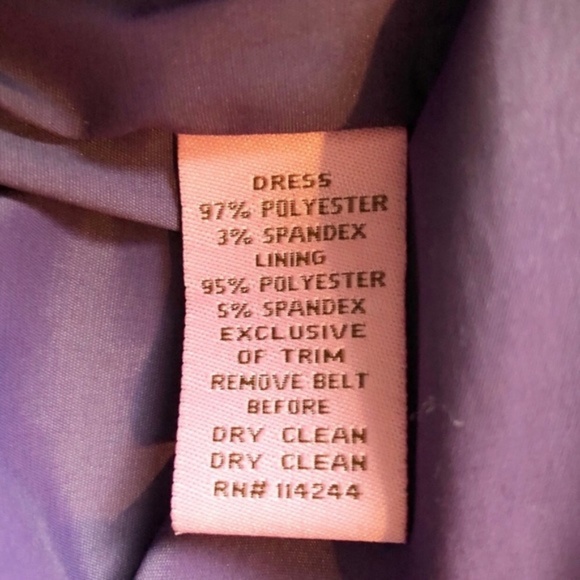 DRESS
97% POLYESTER
3% SPANDEX
LINING
95% POLYESTER
5% SPANDEX
EXCLUSIVE
OF TRIM
REMOVE BELT
BEFORE
DRY CLEAN
DRY CLEAN
RN# 114244